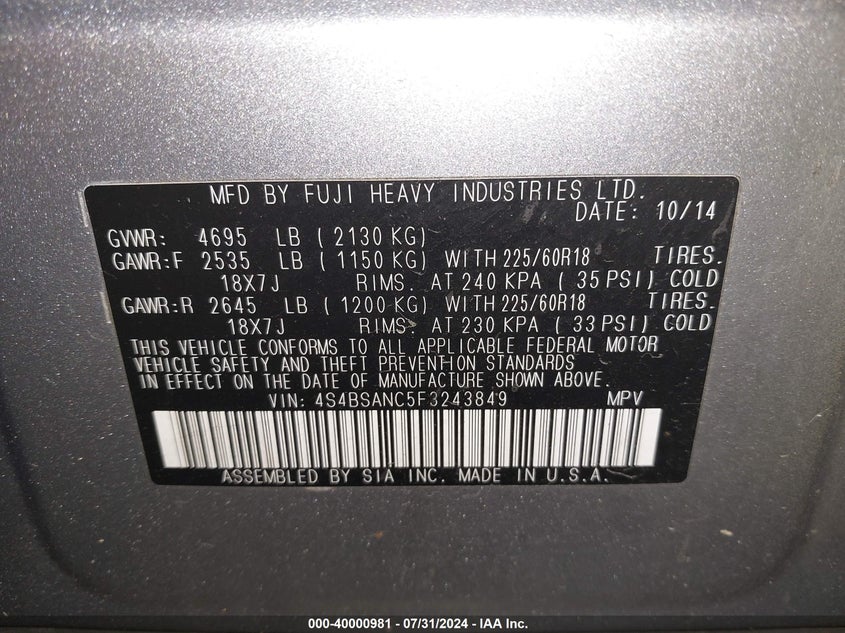 MFD BY FUJI HEAVY INDUSTRIES LTD.
DATE: 10/14
GVWR: 4695 LB ( 2130 KG)
GAWR:F 2535 LB ( 1150 KG) WITH 225/60R18 TIRES.
18X7J RIMS. AT 240 KPA ( 35 PSI) COLD
GAWR:R 2645 LB ( 1200 KG) WITH 225/60R18 TIRES.
18X7J RIMS. AT 230 KPA ( 33 PSI) COLD
THIS VEHICLE CONFORMS TO ALL APPLICABLE FEDERAL MOTOR
VEHICLE SAFETY AND THEFT PREVENTION STANDARDS
IN EFFECT ON THE DATE OF MANUFACTURE SHOWN ABOVE.
VIN: 4S4BSANC5F3243849 MPV
ASSEMBLED BY SIA INC. MADE IN U.S.A.
000-40000981 - 07/31/2024 - IAA Inc.